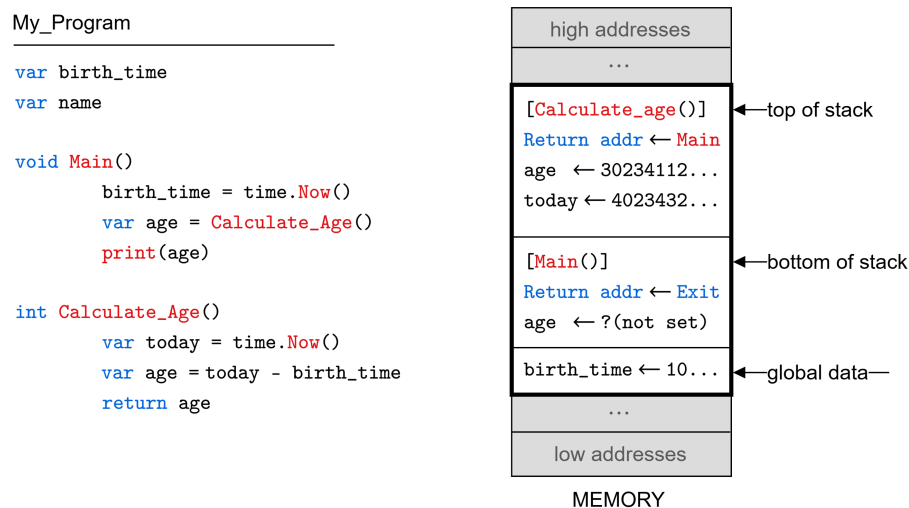 My_Program
var birth_time
var name
void Main()
birth_time = time.Now()
var age = Calculate_Age()
print(age)
int Calculate_Age()
var today = time.Now()
var age = today - birth_time
return age
high addresses
...
[Calculate_age()]
Return addr ← Main
age ← 30234112...
today ← 4023432...
top of stack
[Main()]
Return addr ← Exit
age ← ?(not set)
bottom of stack
birth_time ← 10...
global data
...
low addresses
MEMORY